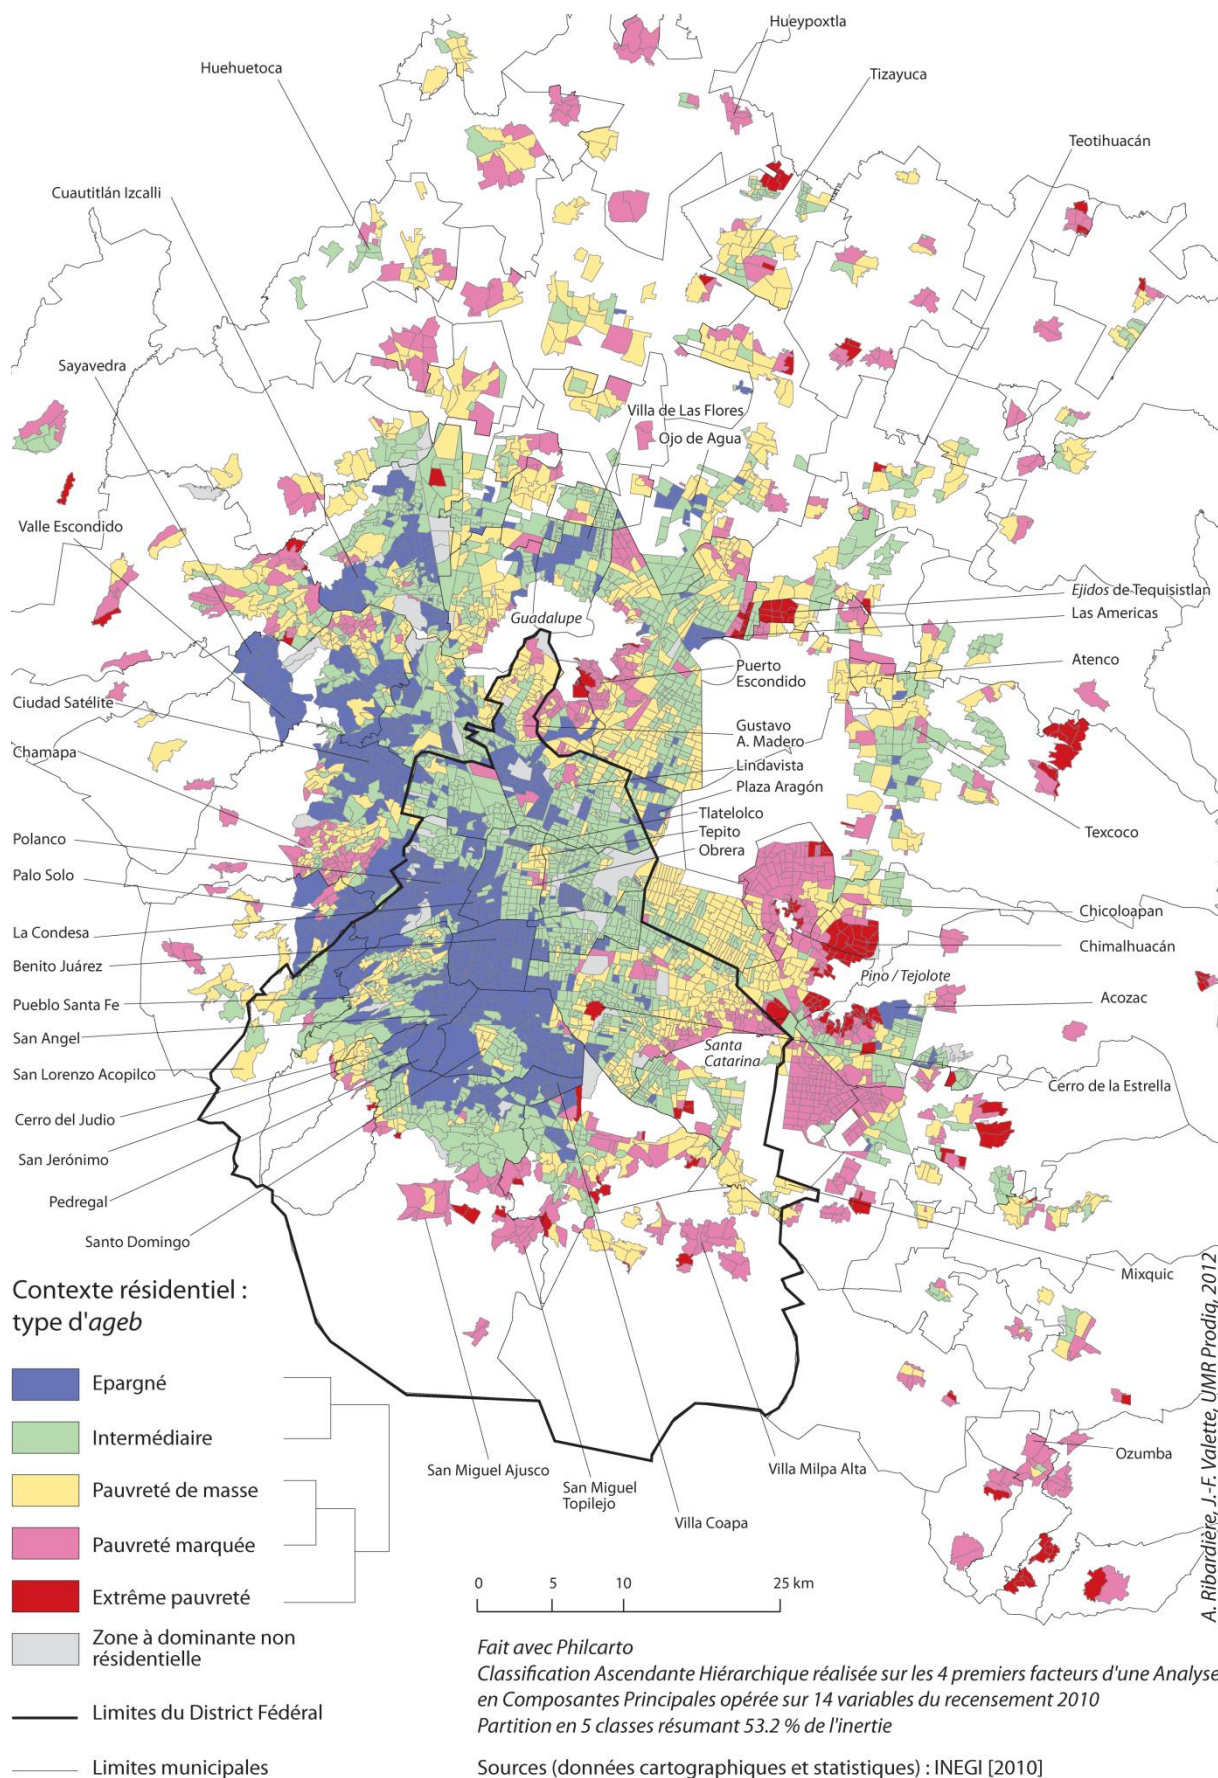 Hueypoxtla
Huehuetoca
Tizayuca
Teotihuacán
Cuautitlán Izcalli
Sayavedra
Villa de Las Flores
Ojo de Agua
Valle Escondido
Ejidos de Tequisistlan
Guadalupe
Las Americas
Puerto
Escondido
Atenco
Ciudad Satélite
Gustavo
A. Madero
Chamapa
Lindavista
Plaza Aragón
Tlatelolco
Texcoco
Tepito
Polanco
Obrera
Palo Solo
Chicoloapan
La Condesa
Chimalhuacán
Benito Juárez
Pino / Tejolote
Pueblo Santa Fe
Acozac
San Angel
Santa
Catarina
San Lorenzo Acopilco
Cerro de la Estrella
Cerro del Judio
San Jerónimo
Pedregal
Santo Domingo
Mixquic
Contexte résidentiel :
type d'ageb
Epargné
Intermédiaire
Pauvreté de masse
Pauvreté marquée
Extrême pauvreté
Zone à dominante non
résidentielle
Limites du District Fédéral
Limites municipales
Ozumba
San Miguel Ajusco
Villa Milpa Alta
San Miguel
Topilejo
Villa Coapa
0 5 10 25 km
Fait avec Philcarto
Classification Ascendante Hiérarchique réalisée sur les 4 premiers facteurs d'une Analyse
en Composantes Principales opérée sur 14 variables du recensement 2010
Partition en 5 classes résumant 53.2 % de l'inertie
Sources (données cartographiques et statistiques) : INEGI [2010]
A. Ribardière, J.-F. Valette, UMR Prodig, 2012